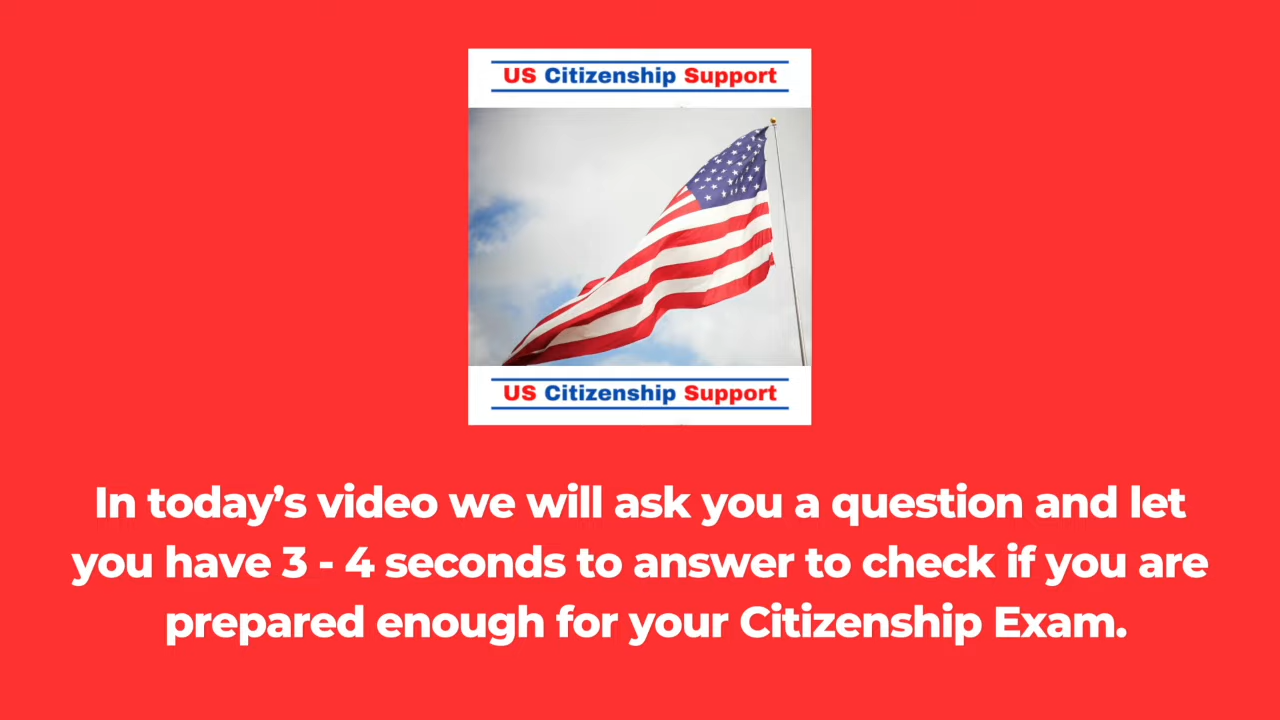 US Citizenship Support
US Citizenship Support
In today’s video we will ask you a question and let
you have 3 - 4 seconds to answer to check if you are
prepared enough for your Citizenship Exam.